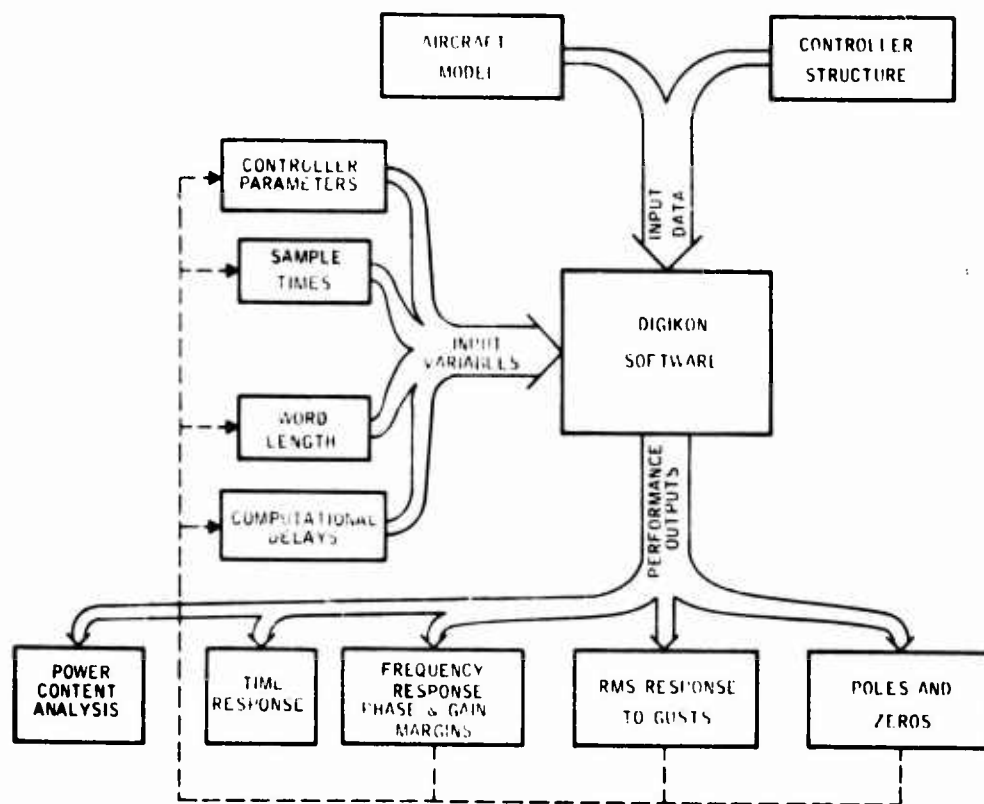 AIRCRAFT
MODEL
CONTROLLER
STRUCTURE
CONTROLLER
PARAMETERS
INPUT
DATA
SAMPLE
TIMES
INPUT
VARIABLES
DIGIKON
SOFTWARE
WORD
LENGTH
COMPUTATIONAL
DELAYS
PERFORMANCE
OUTPUTS
POWER
CONTENT
ANALYSIS
TIME
RESPONSE
FREQUENCY
RESPONSE
PHASE & GAIN
MARGINS
RMS RESPONSE
TO GUSTS
POLES AND
ZEROS